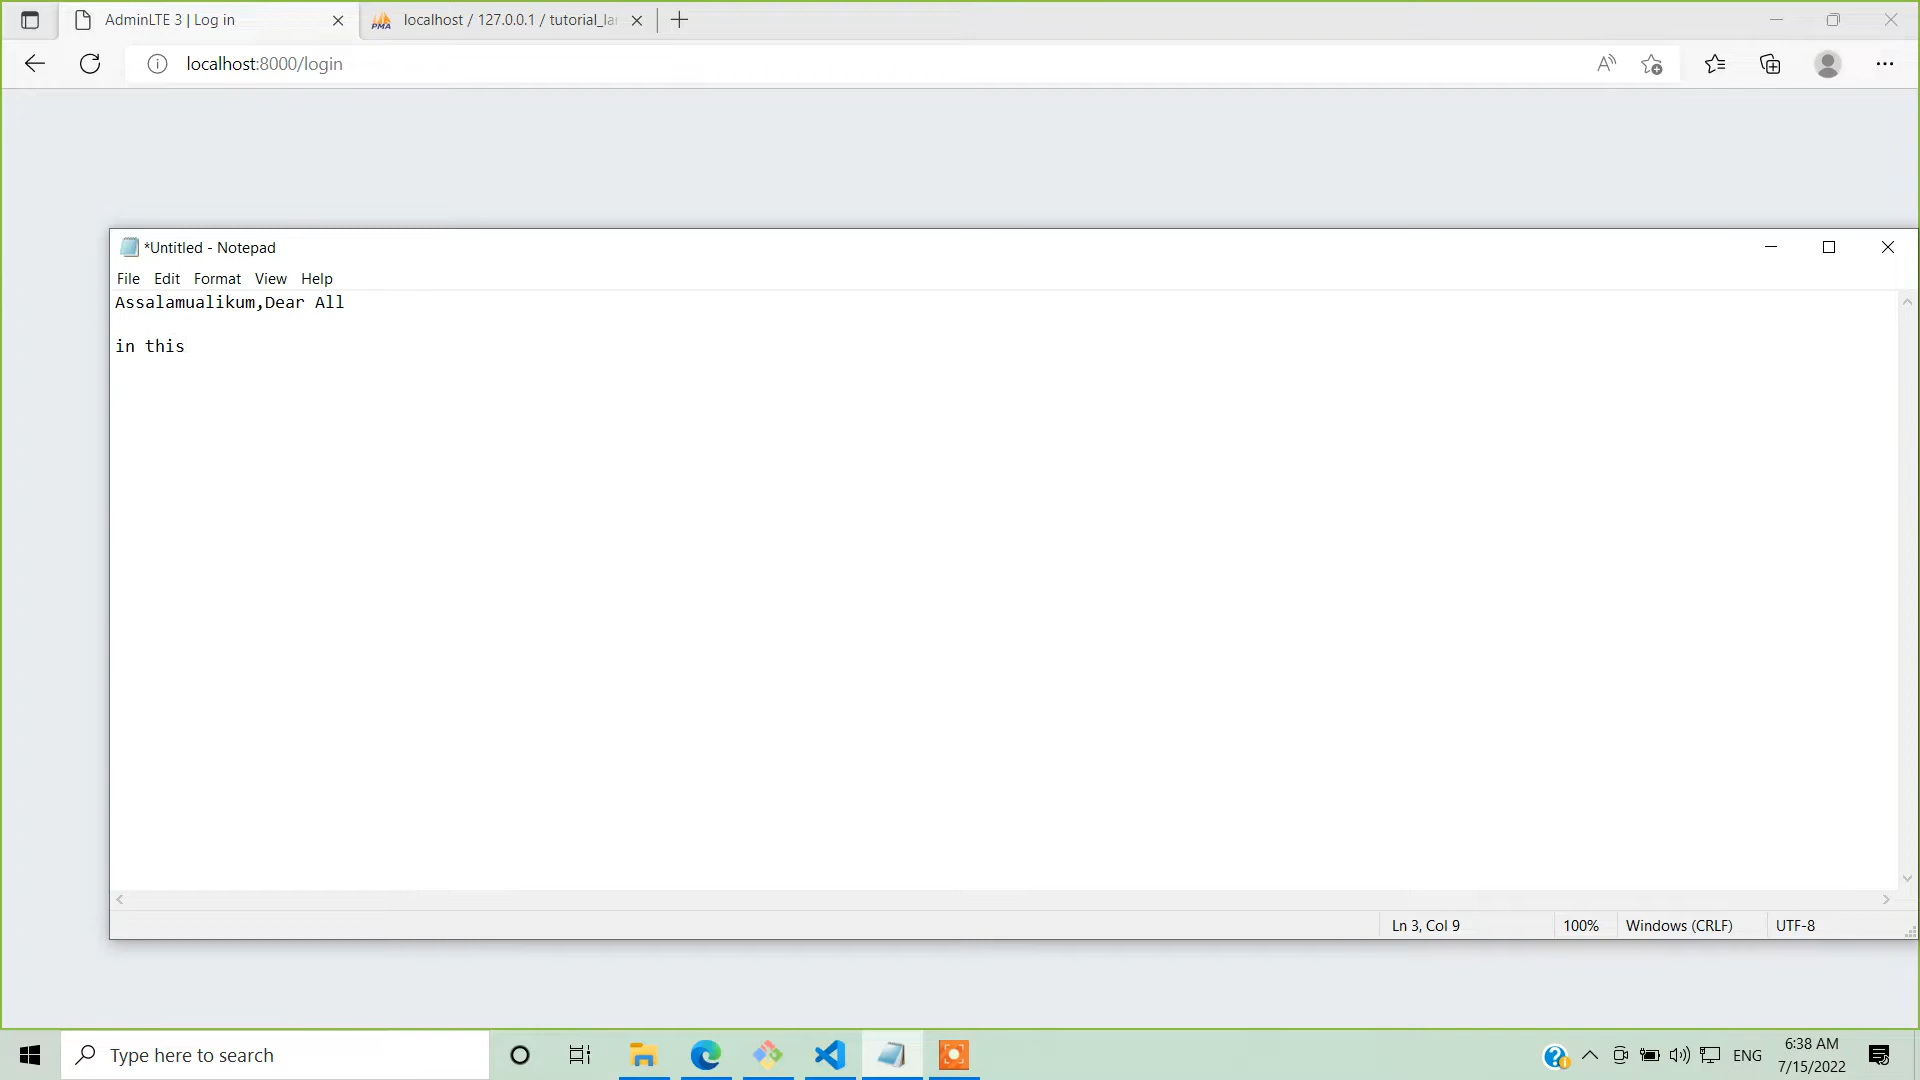 AdminLTE 3 | Log in
localhost / 127.0.0.1 / tutorial_la
localhost:8000/login
*Untitled - Notepad
File Edit Format View Help
Assalamualikum,Dear All
in this
Ln 3, Col 9
100%
Windows (CRLF)
UTF-8
Type here to search
ENG
6:38 AM
7/15/2022